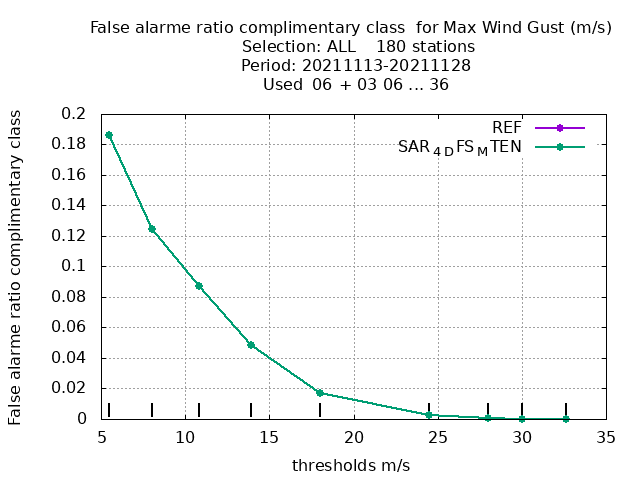 False alarme ratio complimentary class  for Max Wind Gust (m/s)
Selection: ALL    180 stations
Period: 20211113-20211128
Used  06 + 03 06 ... 36
False alarme ratio complimentary class
0.2
0.18
0.16
0.14
0.12
0.1
0.08
0.06
0.04
0.02
0
REF
SAR4DFSMTEN
5 10 15 20 25 30 35
thresholds m/s